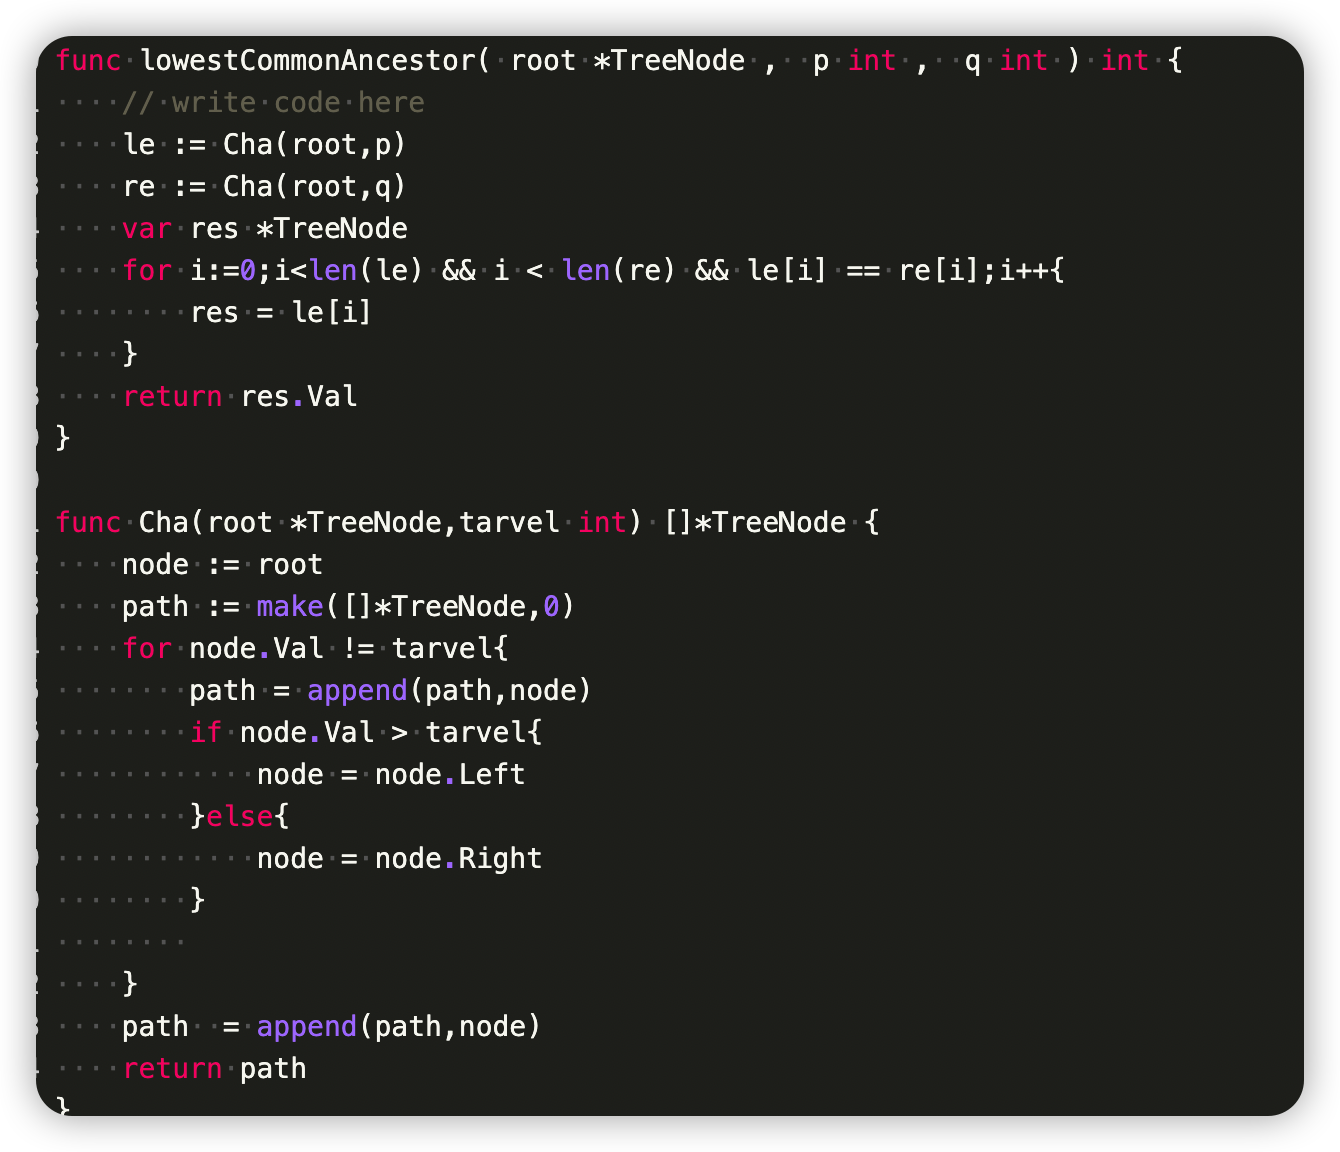 func lowestCommonAncestor( root *TreeNode ,  p int ,  q int ) int {
    // write code here
    le := Cha(root,p)
    re := Cha(root,q)
    var res *TreeNode
    for i:=0;i<len(le) && i < len(re) && le[i] == re[i];i++{
        res = le[i]
    }
    return res.Val
}

func Cha(root *TreeNode,tarvel int) []*TreeNode {
    node := root
    path := make([]*TreeNode,0)
    for node.Val != tarvel{
        path = append(path,node)
        if node.Val > tarvel{
            node = node.Left
        }else{
            node = node.Right
        }
        
    }
    path  = append(path,node)
    return path
}